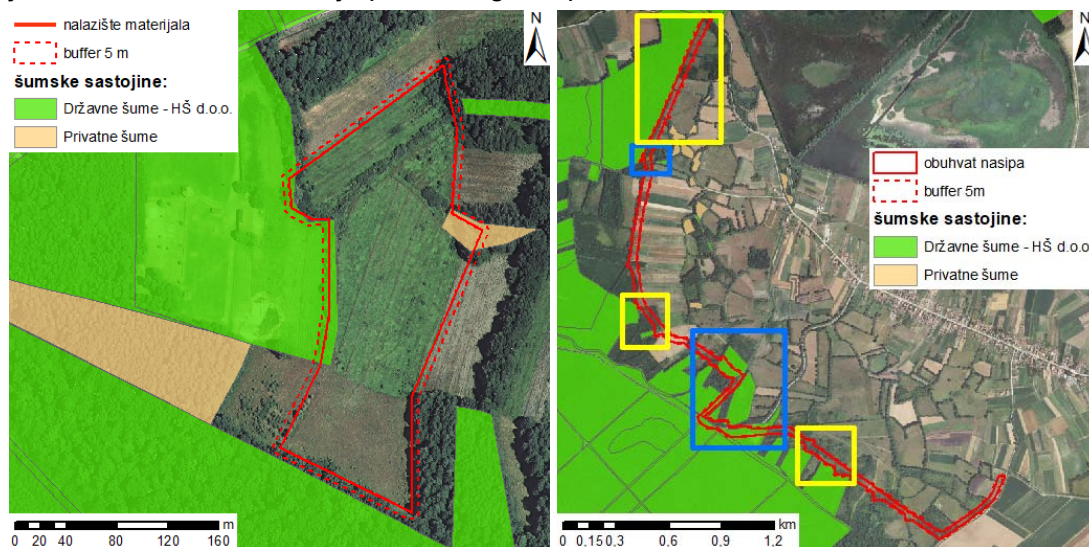 nalazište materijala
buffer 5 m
šumske sastojine:
Državne šume - HŠ d.o.o.
Privatne šume
N
0 20 40 80 120 160 m
N
obuhvat nasipa
buffer 5m
šumske sastojine:
Državne šume - HŠ d.o.o
Privatne šume
0 0,15 0,3 0,6 0,9 1,2 km